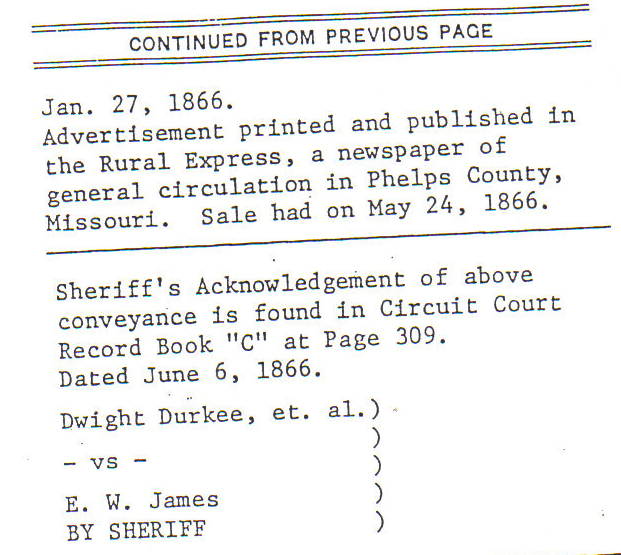 CONTINUED FROM PREVIOUS PAGE
Jan. 27, 1866.
Advertisement printed and published in
the Rural Express, a newspaper of
general circulation in Phelps County,
Missouri. Sale had on May 24, 1866.
Sheriff's Acknowledgement of above
conveyance is found in Circuit Court
Record Book "C" at Page 309.
Dated June 6, 1866.
Dwight Durkee, et. al.)
)
- vs - )
E. W. James )
BY SHERIFF )